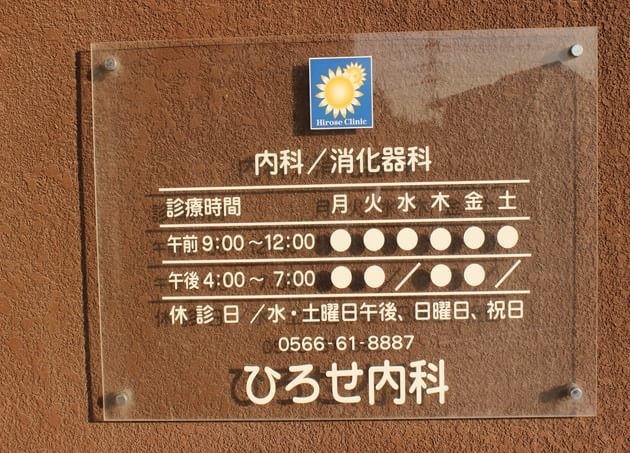 Hirose Clinic
内科／消化器科
診療時間 月 火 水 木 金 土
午前 9:00～12:00 ●●●●●●
午後 4:00～ 7:00 ●●／●●／
休診日／水・土曜日午後、日曜日、祝日
0566-61-8887
ひろせ内科